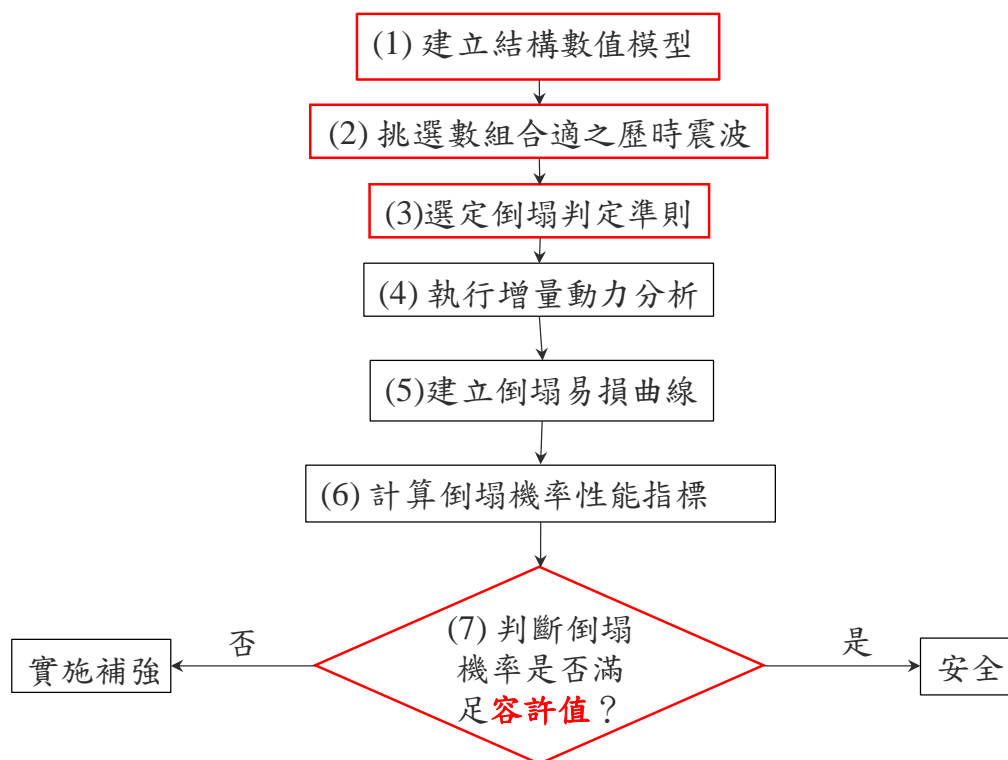 (1) 建立結構數值模型
(2) 挑選數組合適之歷時震波
(3)選定倒塌判定準則
(4) 執行增量動力分析
(5)建立倒塌易損曲線
(6) 計算倒塌機率性能指標
(7) 判斷倒塌
機率是否滿
足容許值？
否
是
實施補強
安全